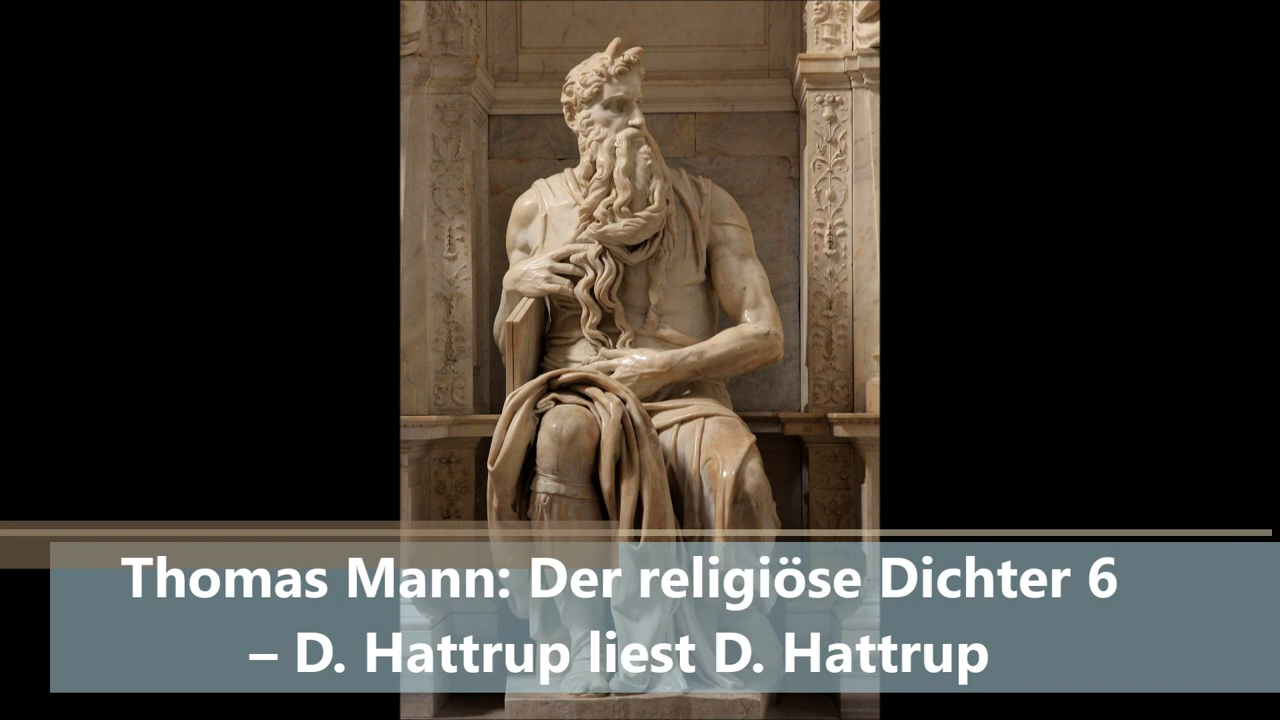 Thomas Mann: Der religiöse Dichter 6
– D. Hattrup liest D. Hattrup